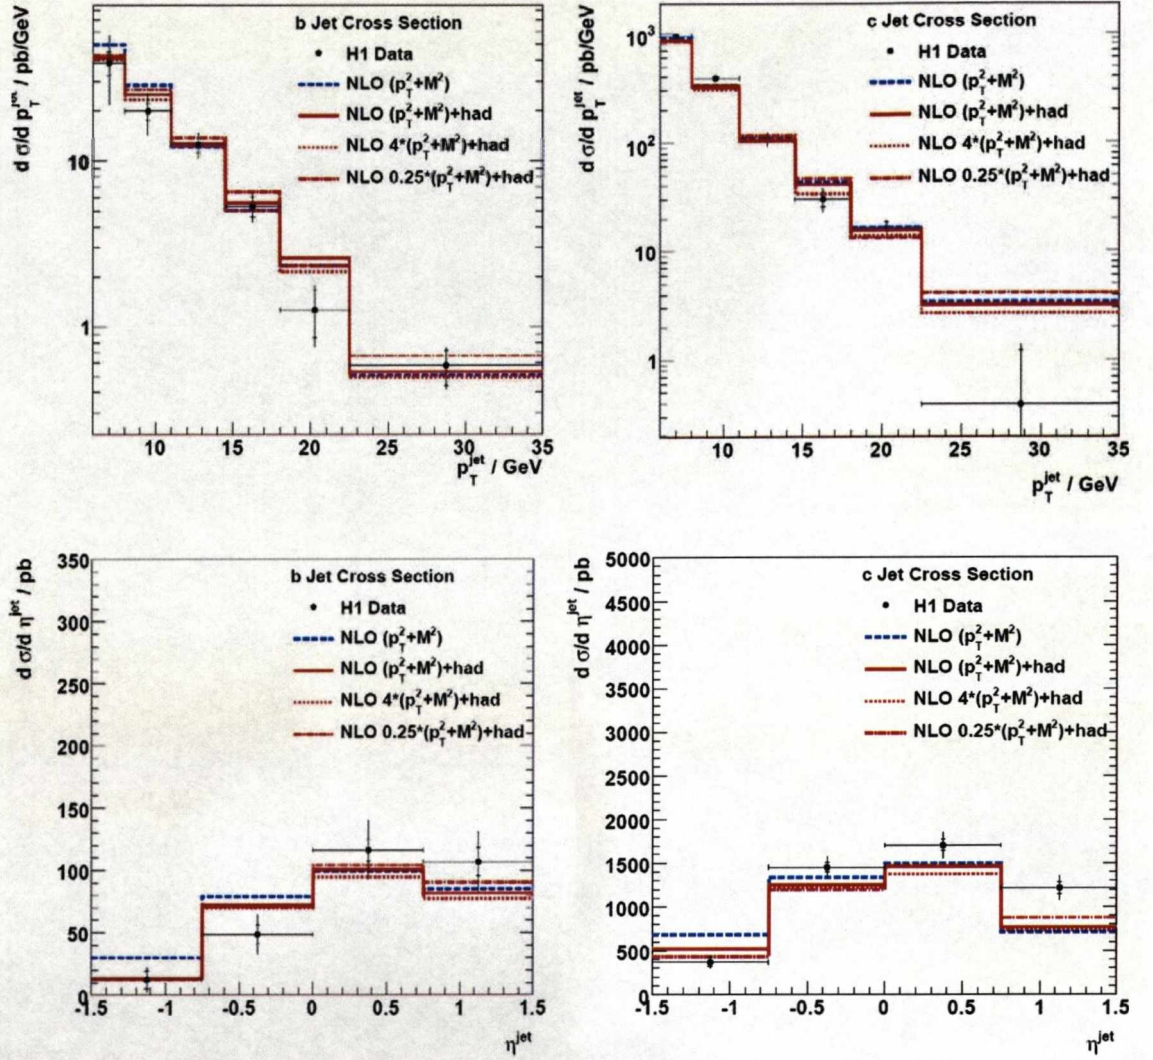 b Jet Cross Section
H1 Data
NLO (p_T^2+M^2)
NLO (p_T^2+M^2)+had
NLO 4*(p_T^2+M^2)+had
NLO 0.25*(p_T^2+M^2)+had
d σ/d p_T^jet / pb/GeV
10
1
10 15 20 25 30 35
p_T^jet / GeV
c Jet Cross Section
H1 Data
NLO (p_T^2+M^2)
NLO (p_T^2+M^2)+had
NLO 4*(p_T^2+M^2)+had
NLO 0.25*(p_T^2+M^2)+had
d σ/d p_T^jet / pb/GeV
10^3
10^2
10
1
10 15 20 25 30 35
p_T^jet / GeV
b Jet Cross Section
H1 Data
NLO (p_T^2+M^2)
NLO (p_T^2+M^2)+had
NLO 4*(p_T^2+M^2)+had
NLO 0.25*(p_T^2+M^2)+had
d σ/d η^jet / pb
350
300
250
200
150
100
50
0
-1.5 -1 -0.5 0 0.5 1 1.5
η^jet
c Jet Cross Section
H1 Data
NLO (p_T^2+M^2)
NLO (p_T^2+M^2)+had
NLO 4*(p_T^2+M^2)+had
NLO 0.25*(p_T^2+M^2)+had
d σ/d η^jet / pb
5000
4500
4000
3500
3000
2500
2000
1500
1000
500
0
-1.5 -1 -0.5 0 0.5 1 1.5
η^jet